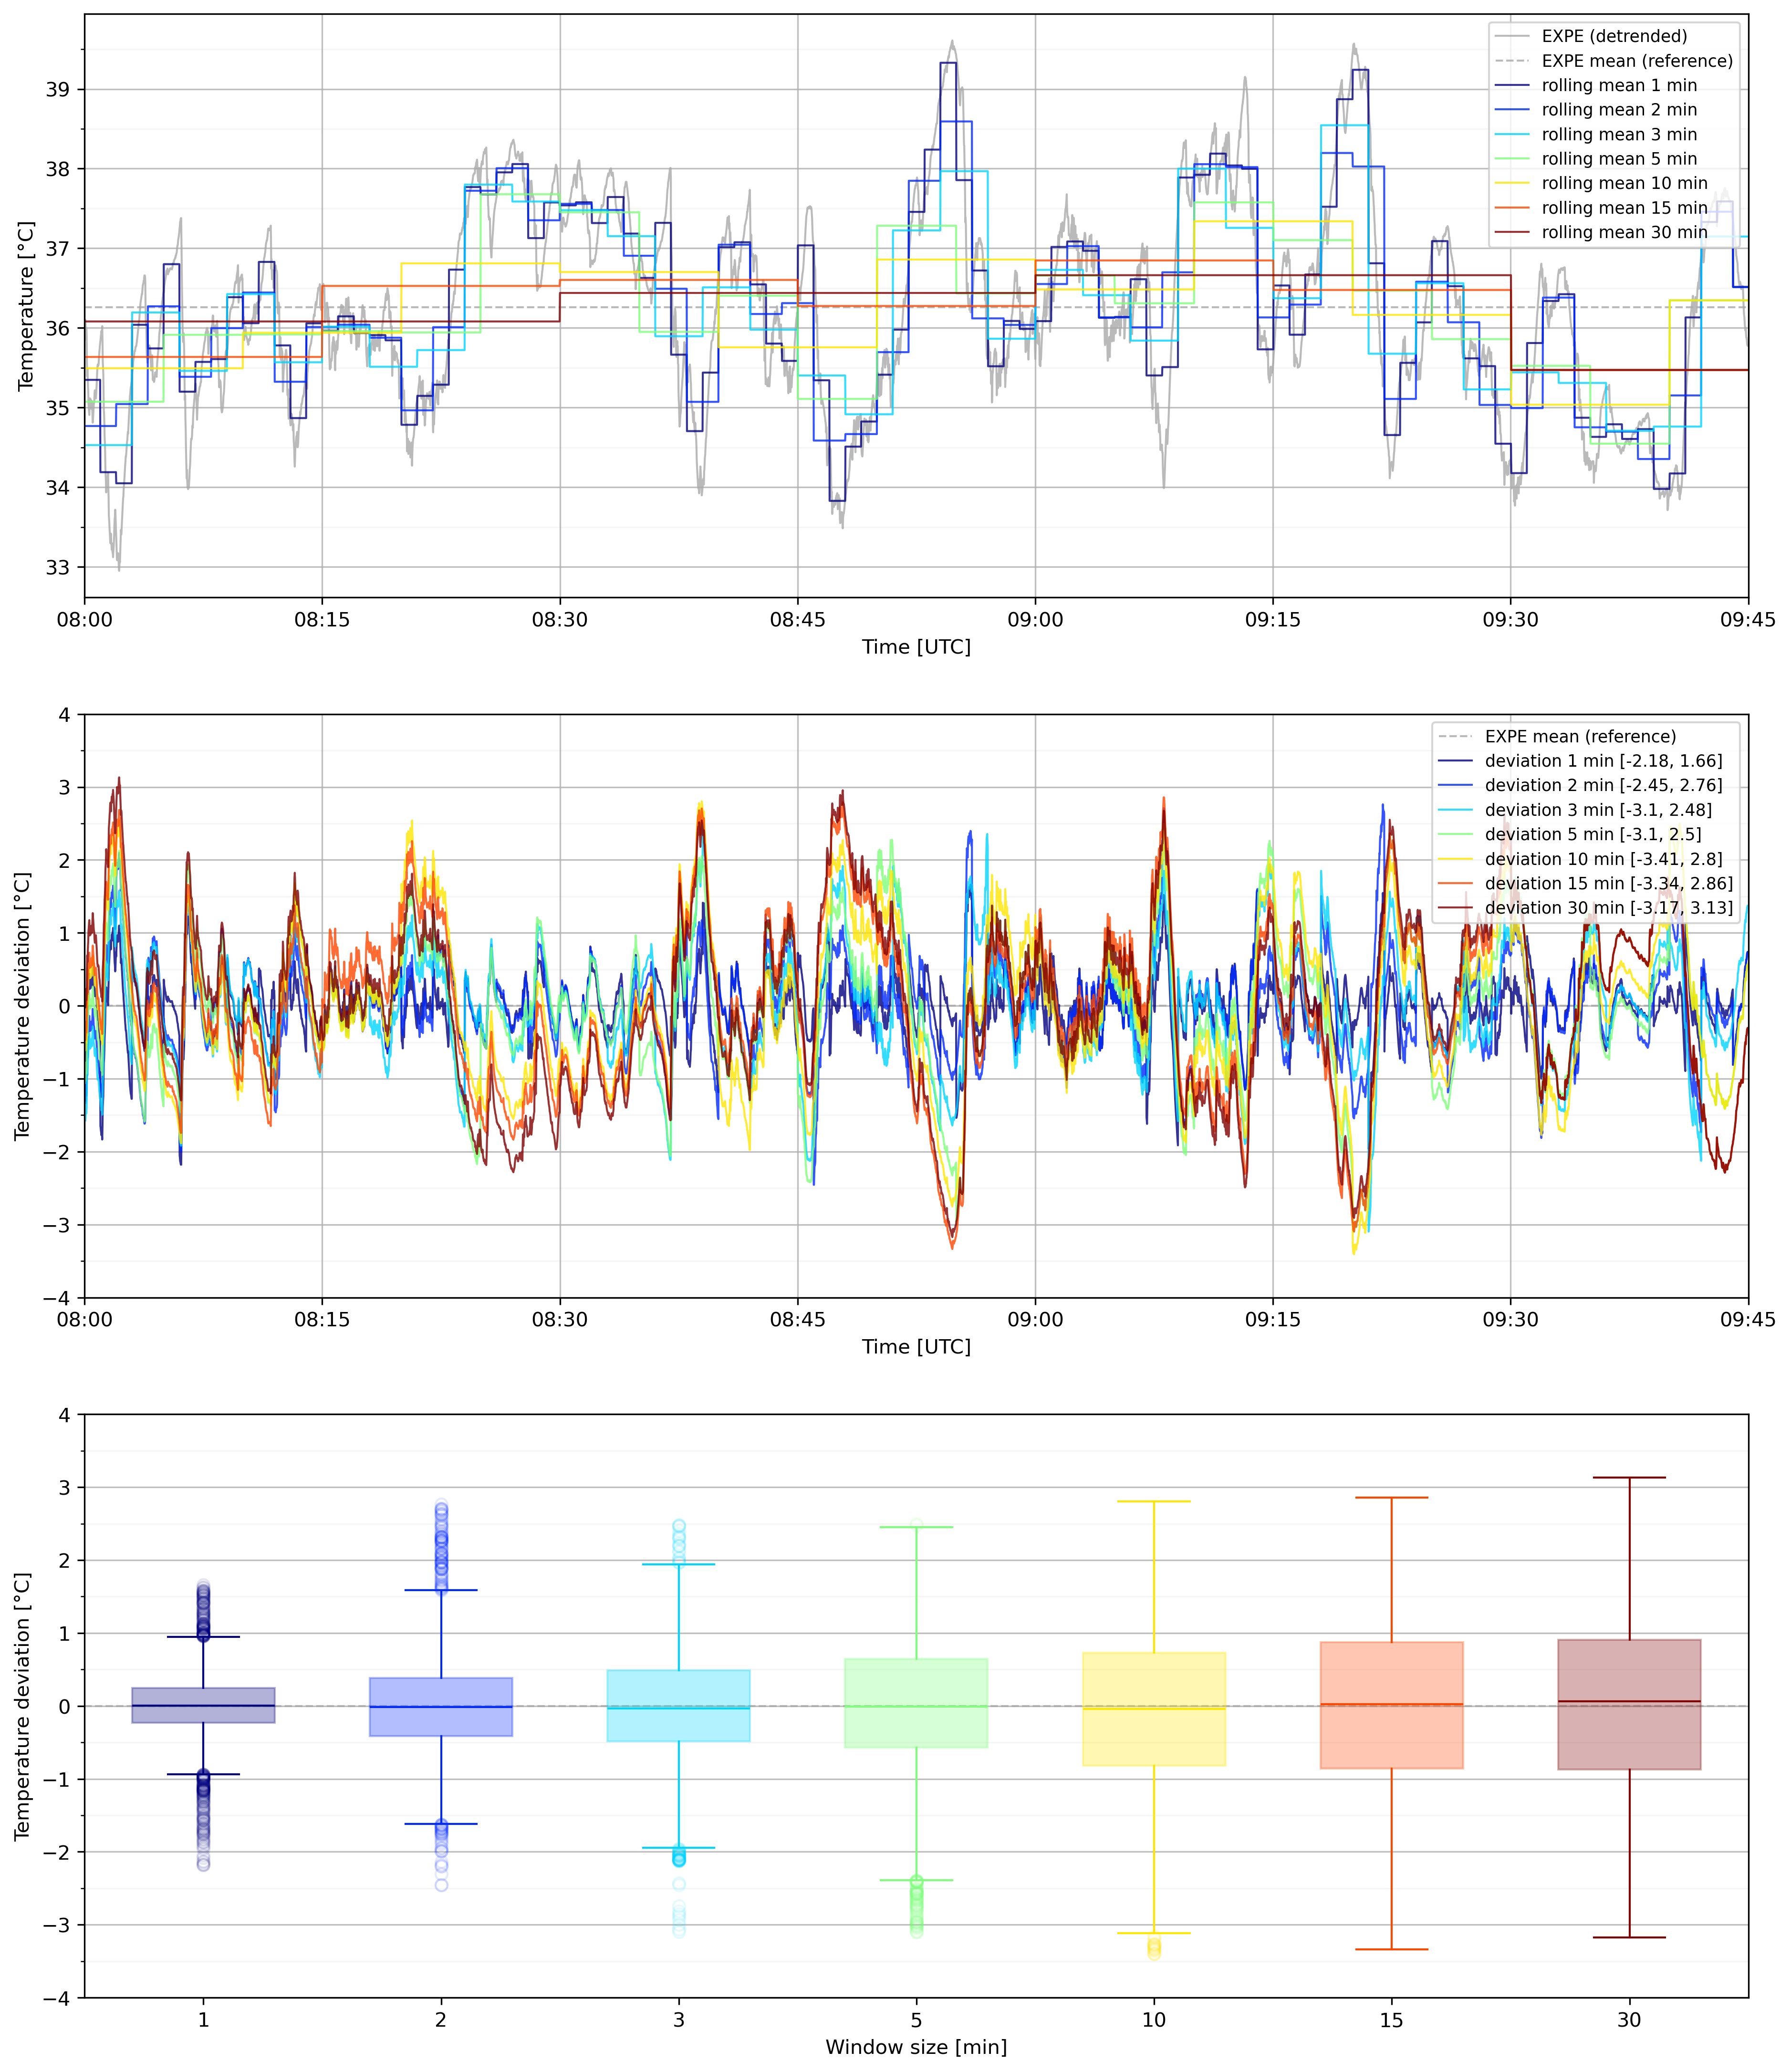 39
38
37
36
35
34
33
Temperature [°C]
EXPE (detrended)
EXPE mean (reference)
rolling mean 1 min
rolling mean 2 min
rolling mean 3 min
rolling mean 5 min
rolling mean 10 min
rolling mean 15 min
rolling mean 30 min
08:00 08:15 08:30 08:45 09:00 09:15 09:30 09:45
Time [UTC]
4
3
2
1
0
−1
−2
−3
−4
Temperature deviation [°C]
EXPE mean (reference)
deviation 1 min [-2.18, 1.66]
deviation 2 min [-2.45, 2.76]
deviation 3 min [-3.1, 2.48]
deviation 5 min [-3.1, 2.5]
deviation 10 min [-3.41, 2.8]
deviation 15 min [-3.34, 2.86]
deviation 30 min [-3.17, 3.13]
08:00 08:15 08:30 08:45 09:00 09:15 09:30 09:45
Time [UTC]
4
3
2
1
0
−1
−2
−3
−4
Temperature deviation [°C]
1 2 3 5 10 15 30
Window size [min]